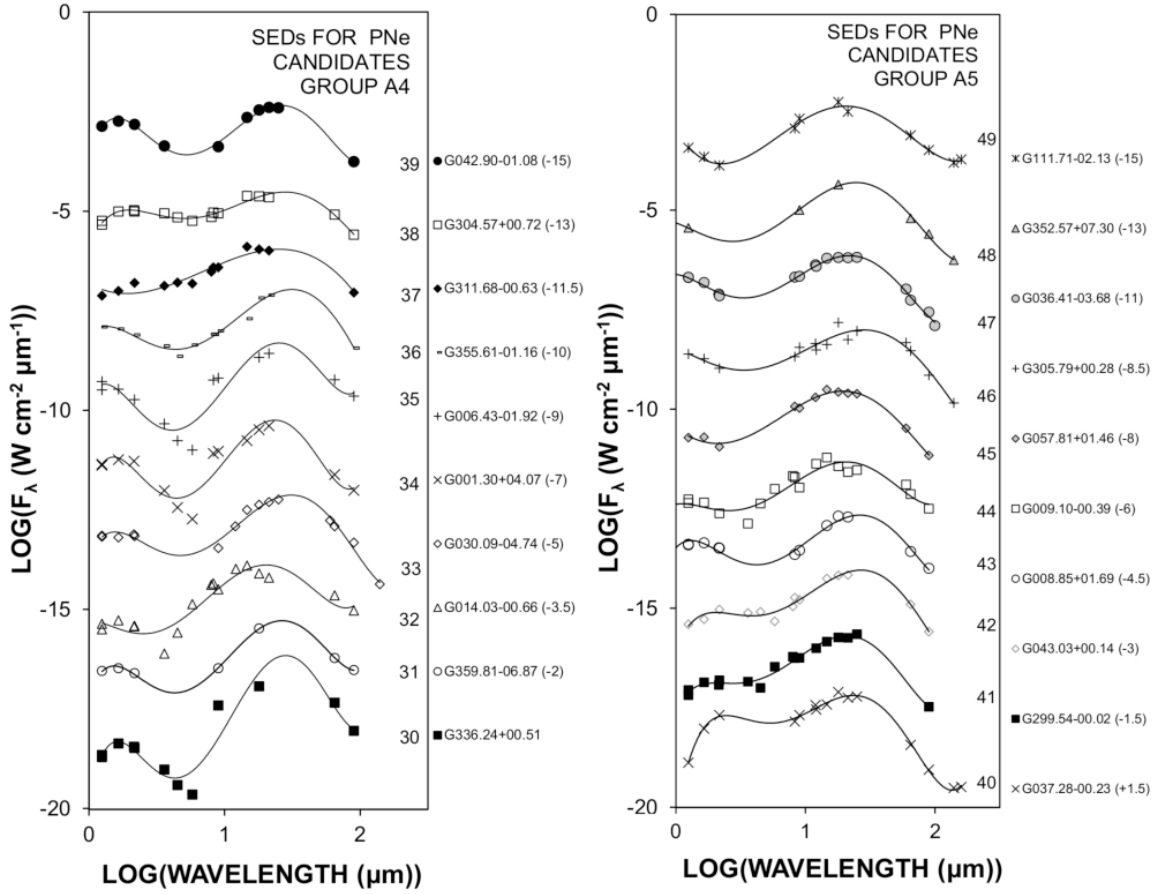 0
-5
-10
-15
-20
LOG(Fλ (W cm⁻² µm⁻¹))
SEDs FOR PNe
CANDIDATES
GROUP A4
39
38
37
36
35
34
33
32
31
30
G042.90-01.08 (-15)
G304.57+00.72 (-13)
G311.68-00.63 (-11.5)
G355.61-01.16 (-10)
G006.43-01.92 (-9)
G001.30+04.07 (-7)
G030.09-04.74 (-5)
G014.03-00.66 (-3.5)
G359.81-06.87 (-2)
G336.24+00.51
0 1 2
LOG(WAVELENGTH (µm))
0
-5
-10
-15
-20
LOG(Fλ (W cm⁻² µm⁻¹))
SEDs FOR PNe
CANDIDATES
GROUP A5
49
48
47
46
45
44
43
42
41
40
G111.71-02.13 (-15)
G352.57+07.30 (-13)
G036.41-03.68 (-11)
G305.79+00.28 (-8.5)
G057.81+01.46 (-8)
G009.10-00.39 (-6)
G008.85+01.69 (-4.5)
G043.03+00.14 (-3)
G299.54-00.02 (-1.5)
G037.28-00.23 (+1.5)
0 1 2
LOG(WAVELENGTH (µm))